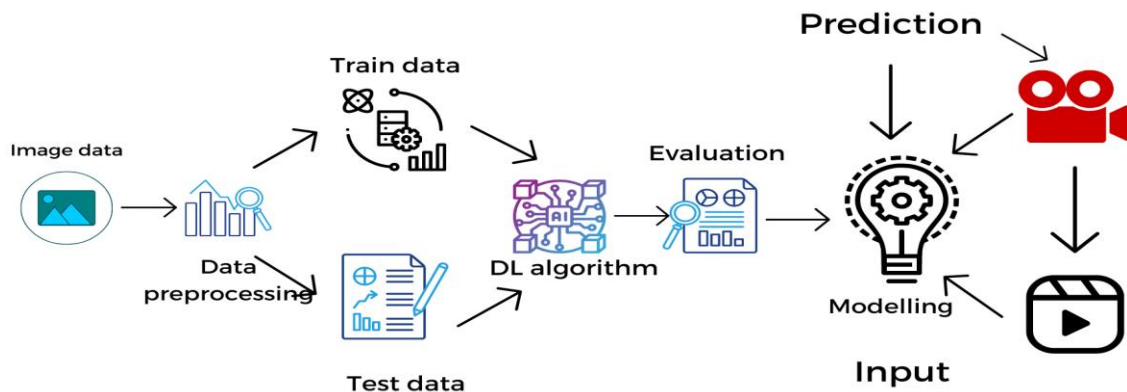 Prediction
Train data
Image data
Evaluation
AI
DL algorithm
Data
preprocessing
Modelling
Input
Test data